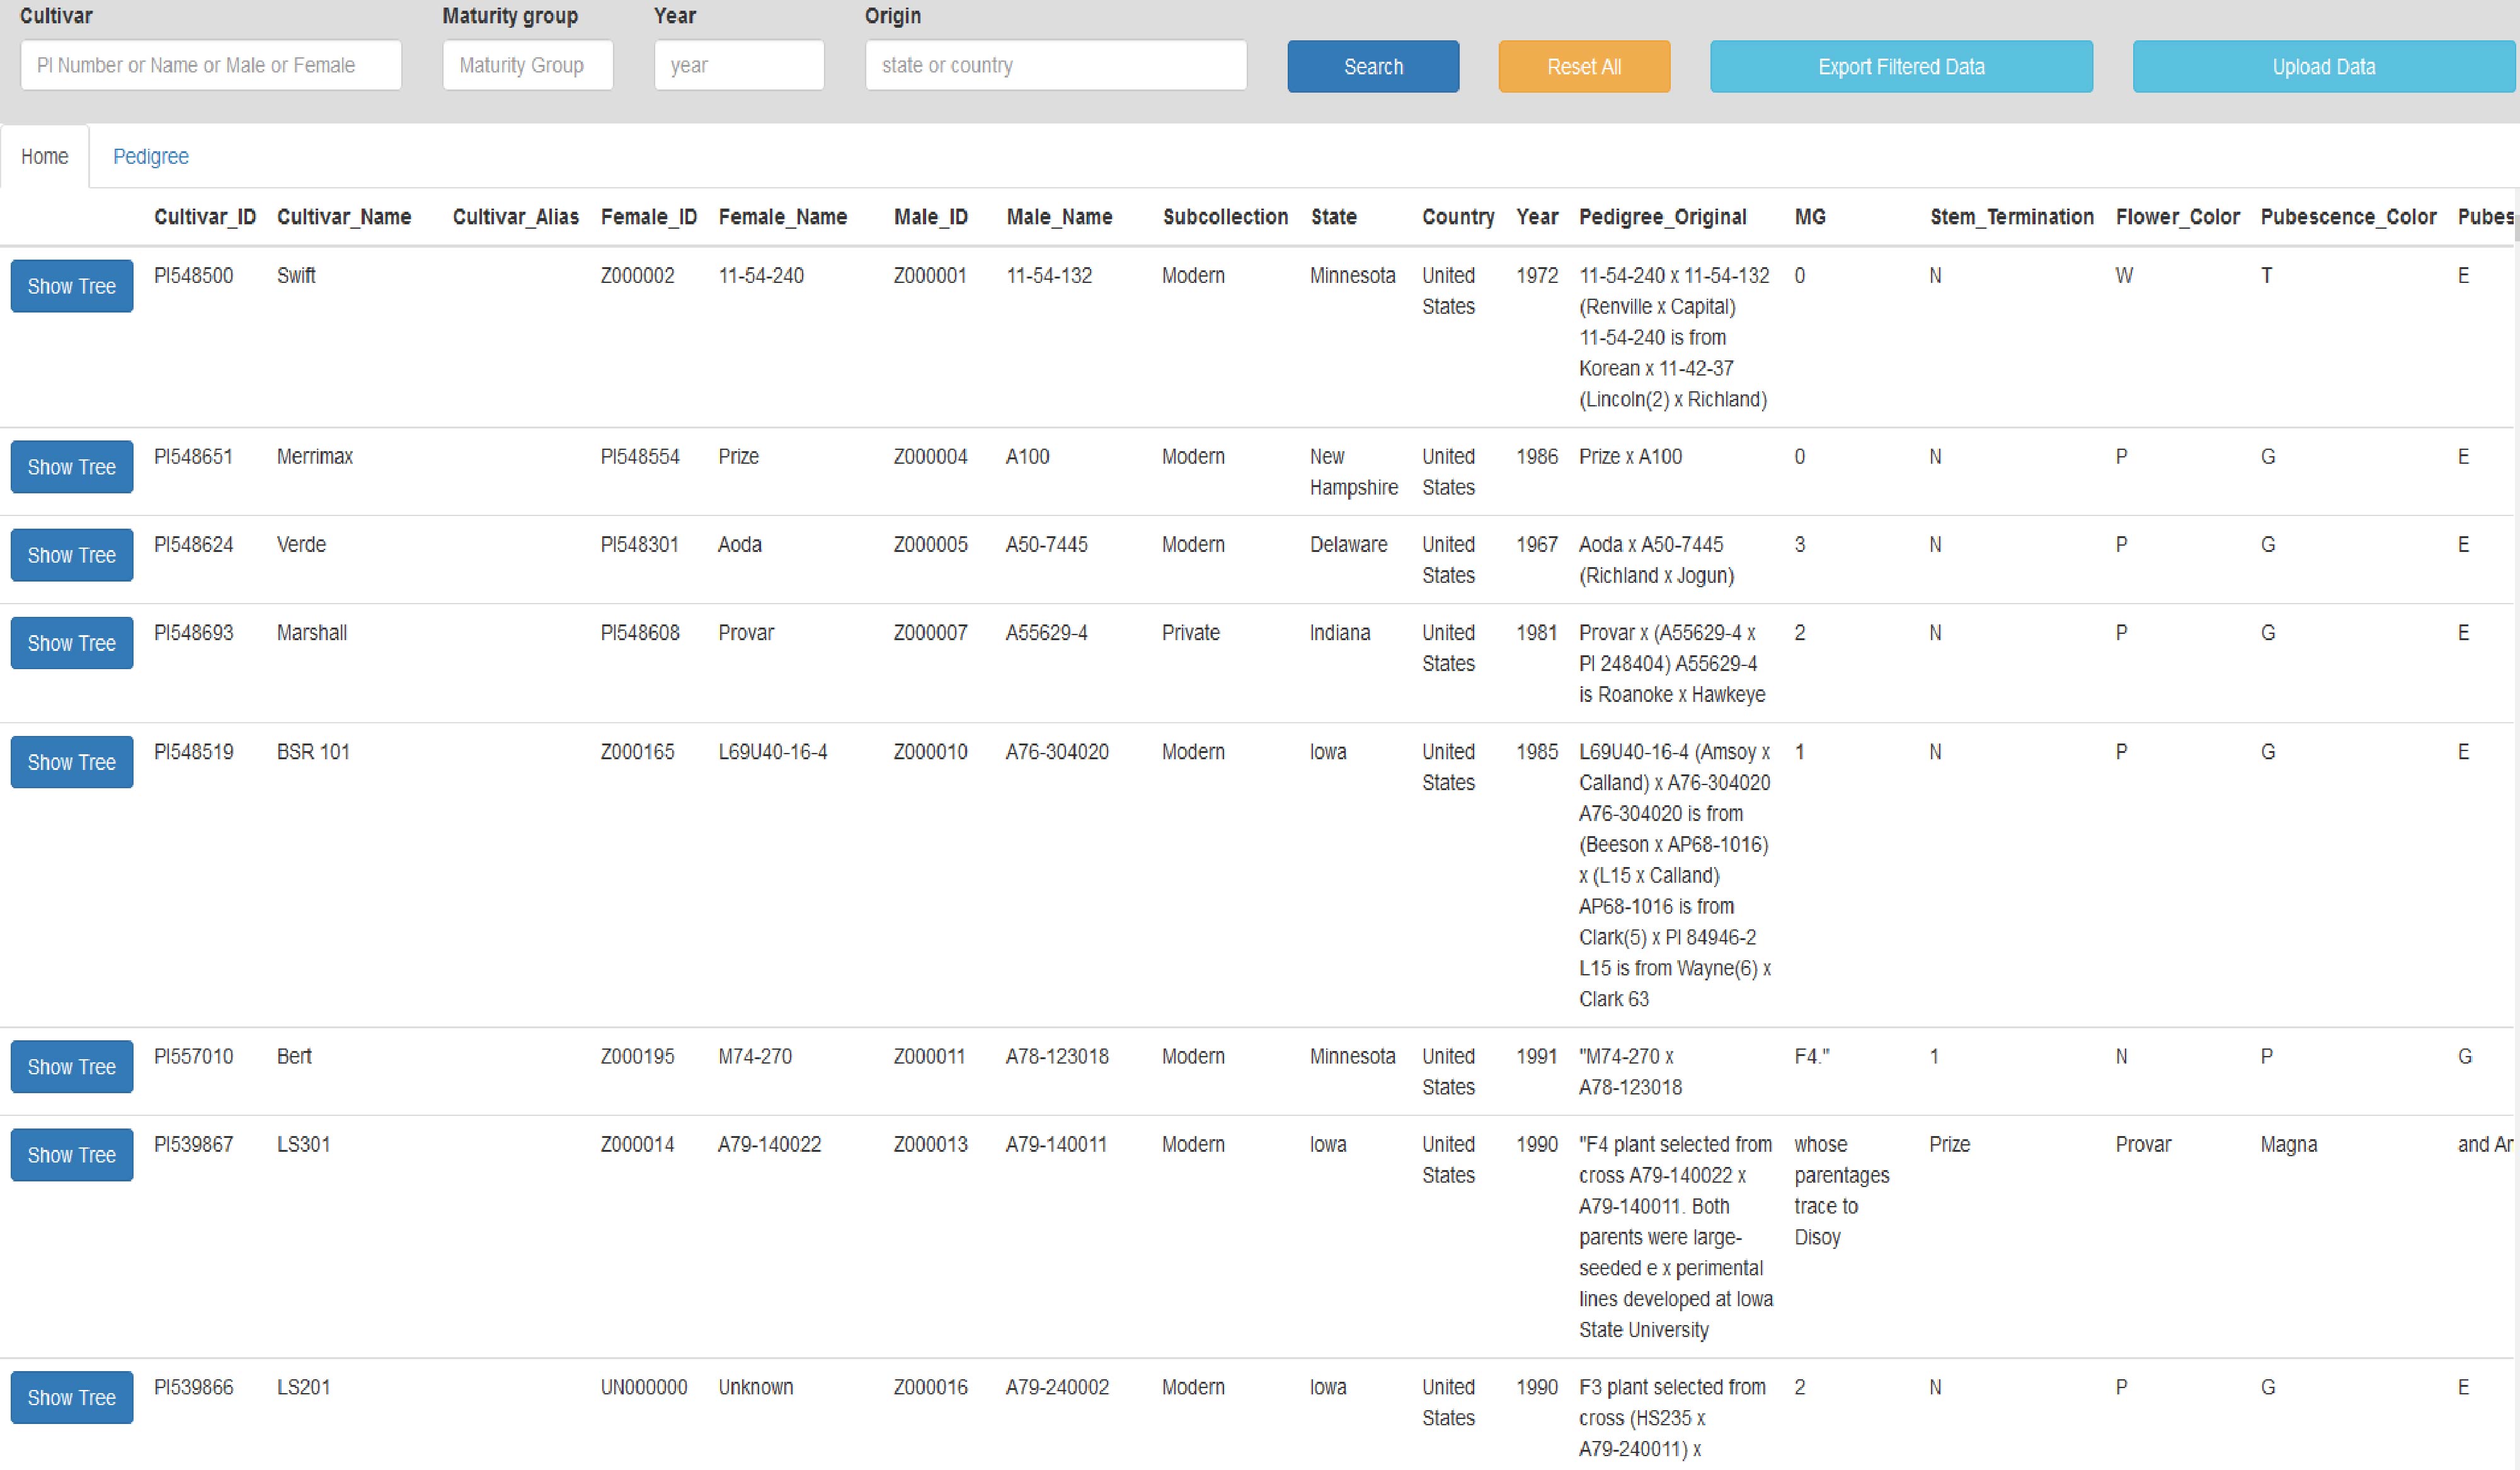 Cultivar Maturity group Year Origin
PI Number or Name or Male or Female Maturity Group year state or country Search Reset All Export Filtered Data Upload Data
Home Pedigree
Cultivar_ID Cultivar_Name Cultivar_Alias Female_ID Female_Name Male_ID Male_Name Subcollection State Country Year Pedigree_Original MG Stem_Termination Flower_Color Pubescence_Color Pubes
Show Tree PI548500 Swift Z000002 11-54-240 Z000001 11-54-132 Modern Minnesota United 1972 11-54-240 x 11-54-132 0 N W T E
States (Renville x Capital)
11-54-240 is from
Korean x 11-42-37
(Lincoln(2) x Richland)
Show Tree PI548651 Merrimax PI548554 Prize Z000004 A100 Modern New United 1986 Prize x A100 0 N P G E
Hampshire States
Show Tree PI548624 Verde PI548301 Aoda Z000005 A50-7445 Modern Delaware United 1967 Aoda x A50-7445 3 N P G E
States (Richland x Jogun)
Show Tree PI548693 Marshall PI548608 Provar Z000007 A55629-4 Private Indiana United 1981 Provar x (A55629-4 x 2 N P G E
States PI 248404) A55629-4
is Roanoke x Hawkeye
Show Tree PI548519 BSR 101 Z000165 L69U40-16-4 Z000010 A76-304020 Modern Iowa United 1985 L69U40-16-4 (Amsoy x 1 N P G E
States Calland) x A76-304020
A76-304020 is from
(Beeson x AP68-1016)
x (L15 x Calland)
AP68-1016 is from
Clark(5) x PI 84946-2
L15 is from Wayne(6) x
Clark 63
Show Tree PI557010 Bert Z000195 M74-270 Z000011 A78-123018 Modern Minnesota United 1991 "M74-270 x F4." 1 N P G
States A78-123018
Show Tree PI539867 LS301 Z000014 A79-140022 Z000013 A79-140011 Modern Iowa United 1990 "F4 plant selected from whose Prize Provar Magna and Ar
States cross A79-140022 x parentages
A79-140011. Both trace to
parents were large- Disoy
seeded e x perimental
lines developed at Iowa
State University
Show Tree PI539866 LS201 UN000000 Unknown Z000016 A79-240002 Modern Iowa United 1990 F3 plant selected from 2 N P G E
States cross (HS235 x
A79-240011) x